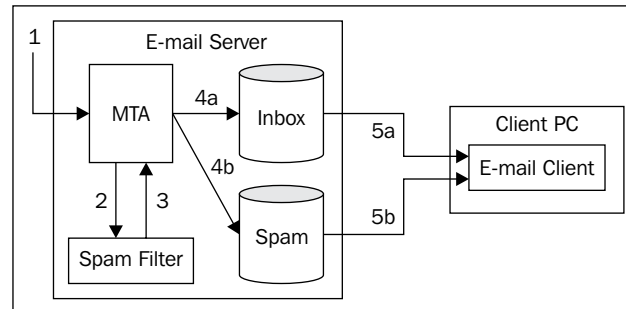 1
E-mail Server
MTA
4a
Inbox
5a
Client PC
E-mail Client
4b
2
3
Spam
5b
Spam Filter